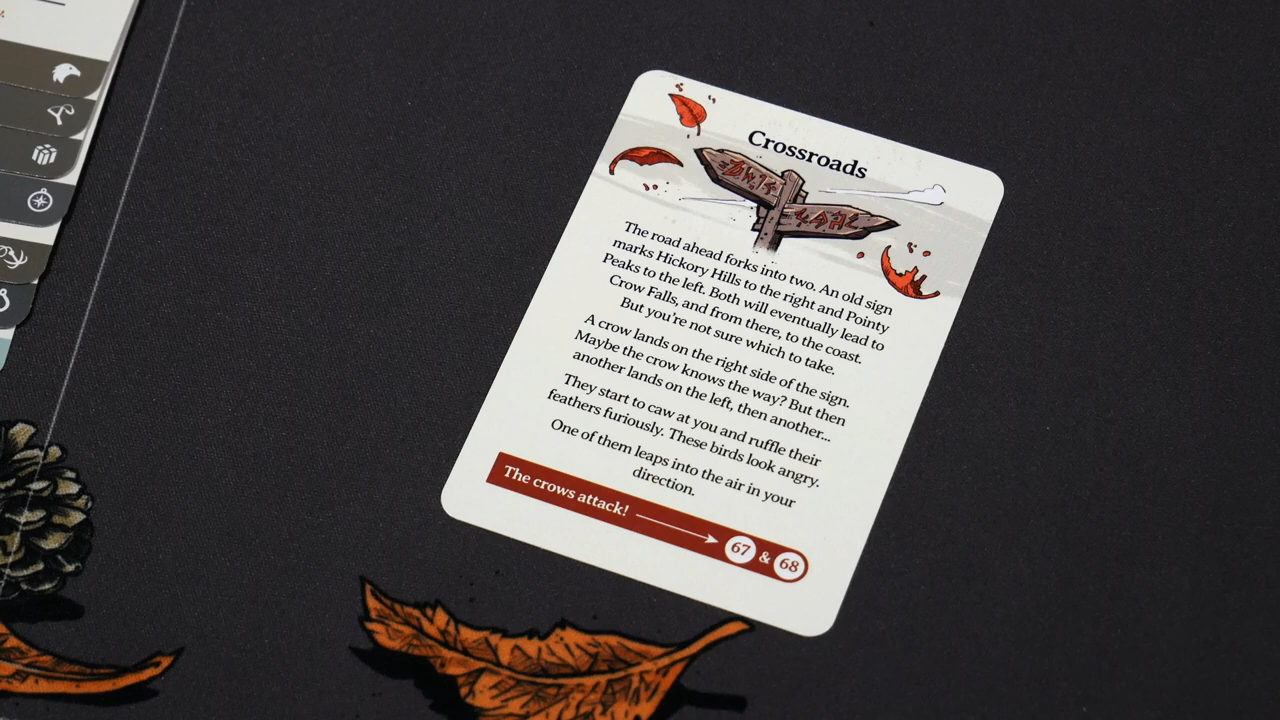 Crossroads
The road ahead forks into two. An old sign
marks Hickory Hills to the right and Pointy
Peaks to the left. Both will eventually lead to
Crow Falls, and from there, to the coast.
But you're not sure which to take.
A crow lands on the right side of the sign.
Maybe the crow knows the way? But then
another lands on the left, then another...
They start to caw at you and ruffle their
feathers furiously. These birds look angry.
One of them leaps into the air in your
direction.
The crows attack! 67 & 68